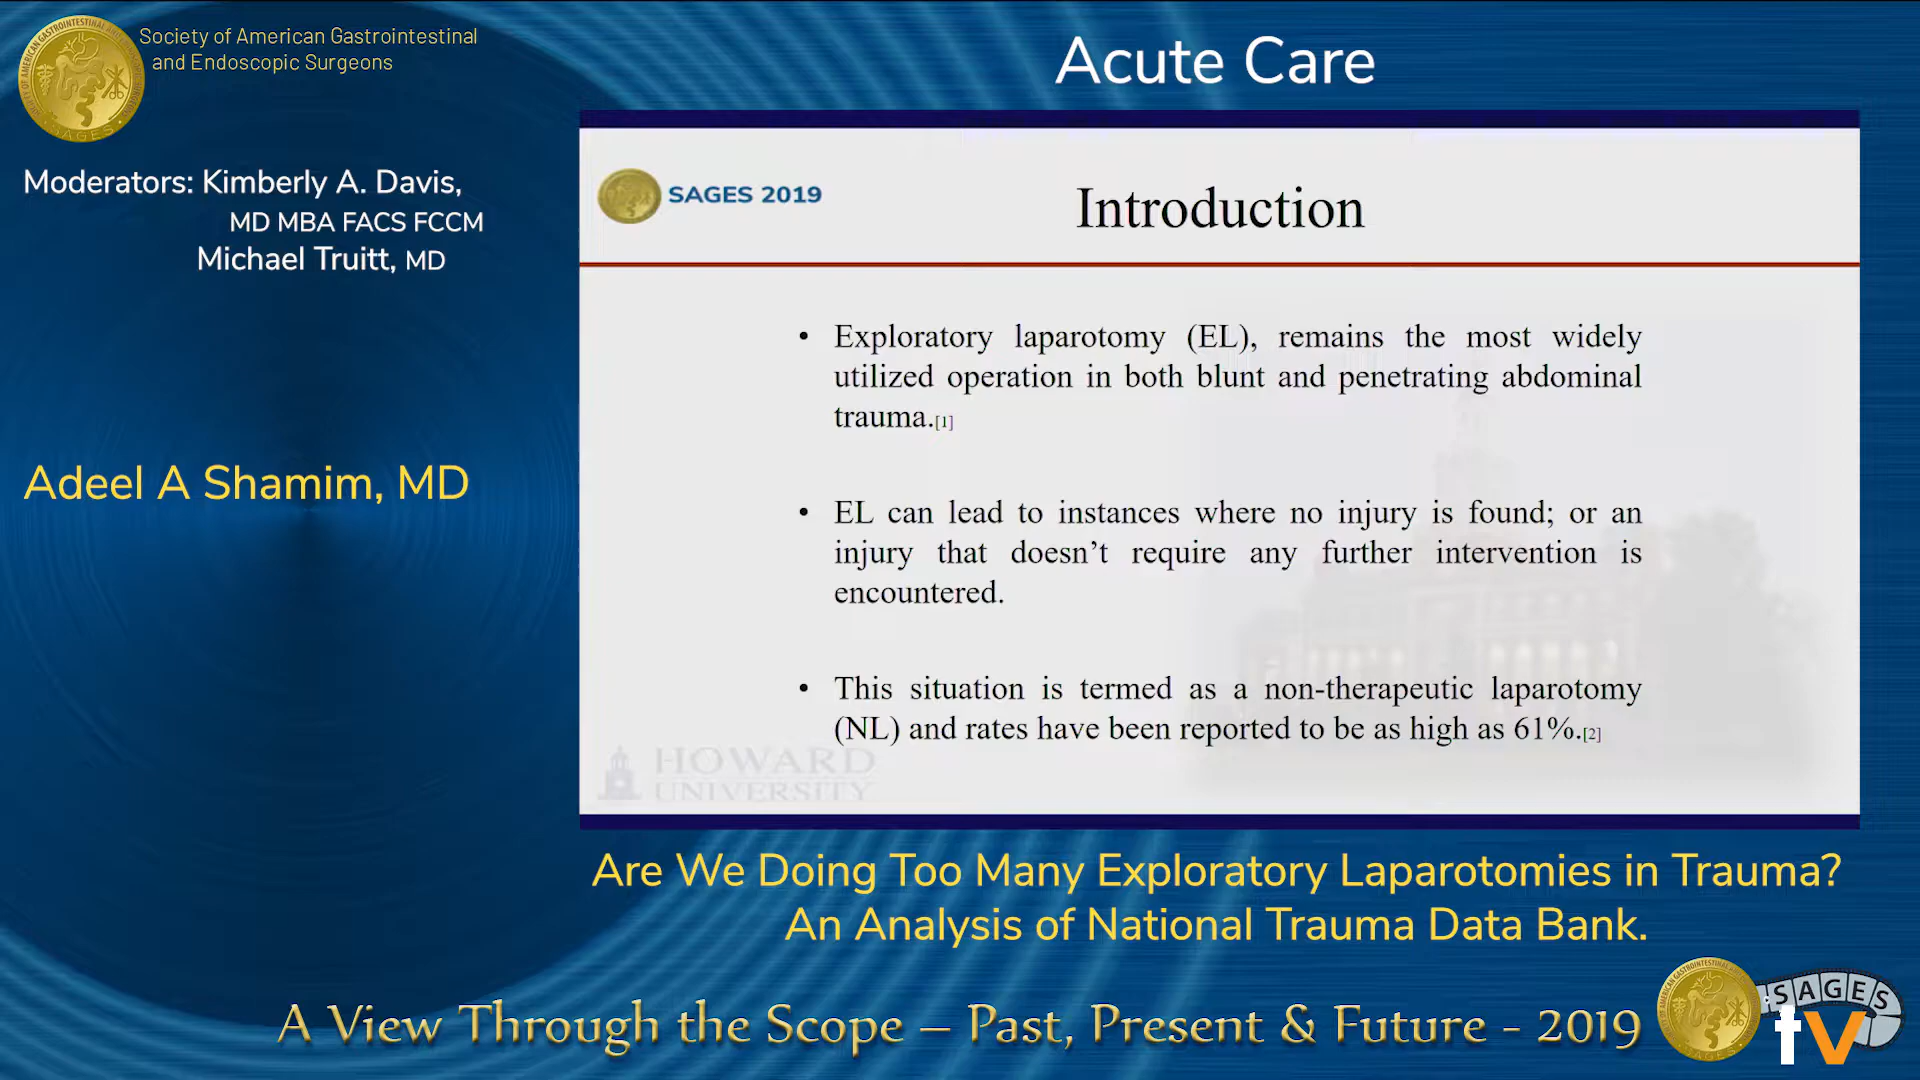 Society of American Gastrointestinal
and Endoscopic Surgeons
Acute Care
Moderators: Kimberly A. Davis,
MD MBA FACS FCCM
Michael Truitt, MD
Adeel A Shamim, MD
SAGES 2019
Introduction
• Exploratory laparotomy (EL), remains the most widely
utilized operation in both blunt and penetrating abdominal
trauma.[1]
• EL can lead to instances where no injury is found; or an
injury that doesn’t require any further intervention is
encountered.
• This situation is termed as a non-therapeutic laparotomy
(NL) and rates have been reported to be as high as 61%.[2]
HOWARD
UNIVERSITY
Are We Doing Too Many Exploratory Laparotomies in Trauma?
An Analysis of National Trauma Data Bank.
A View Through the Scope – Past, Present & Future - 2019
SAGES
tv